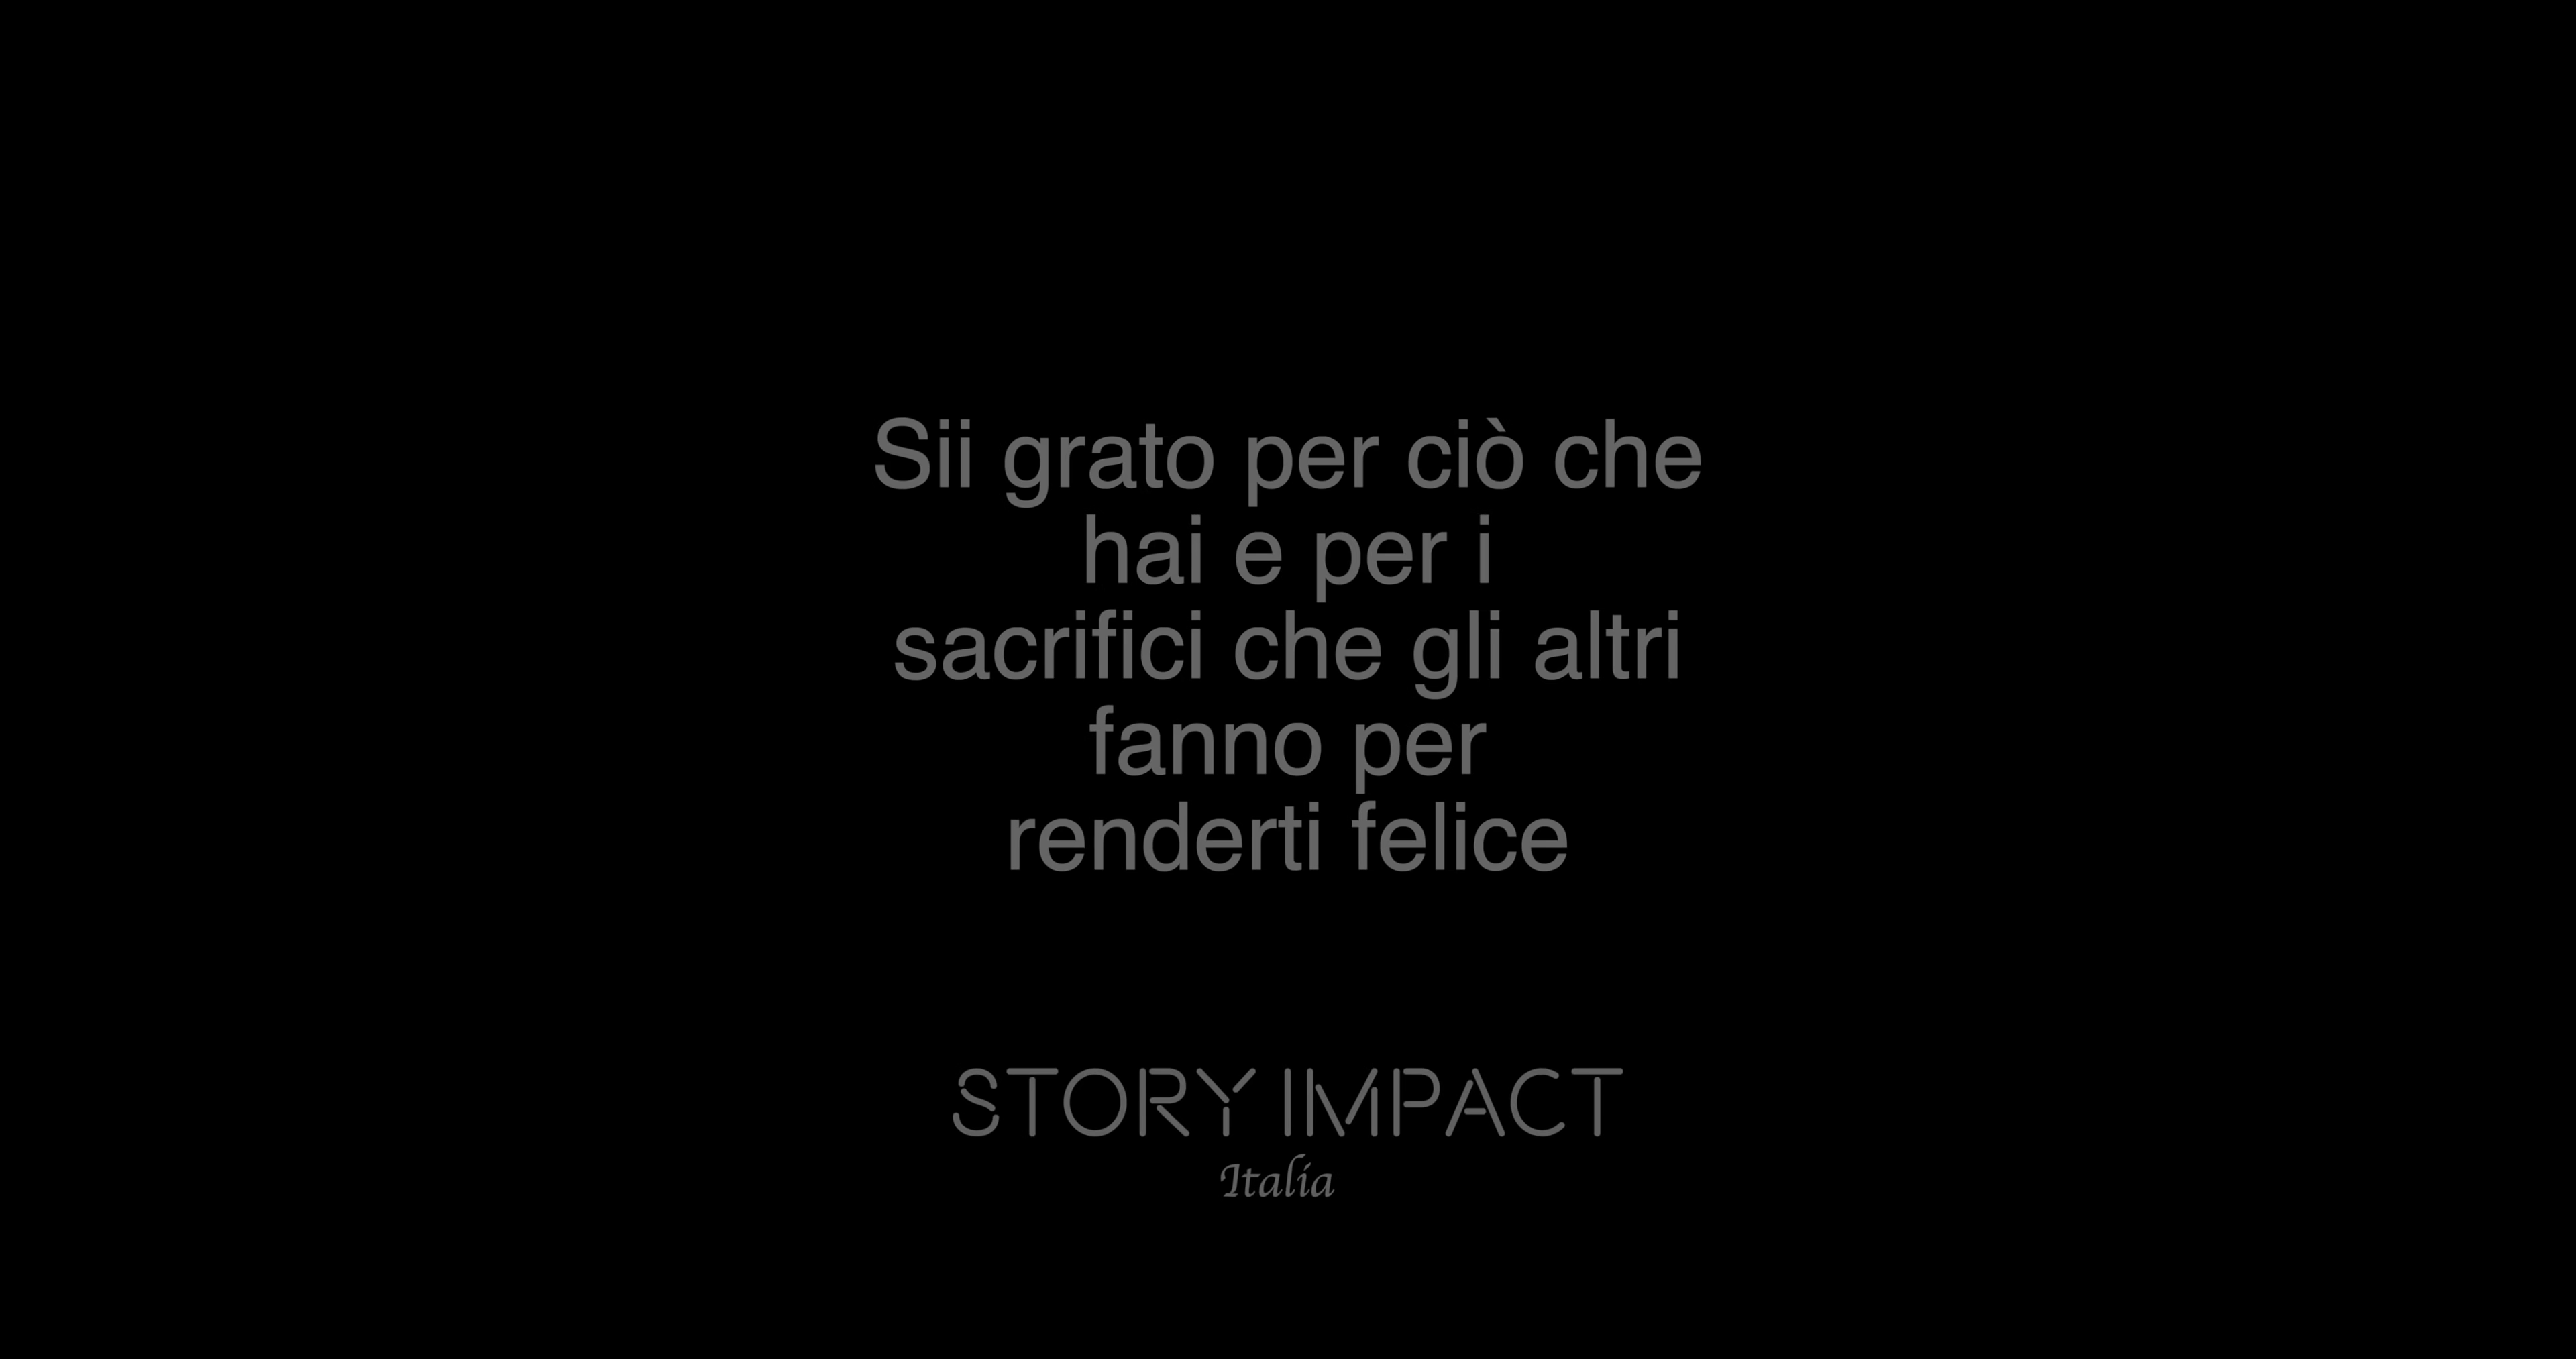 Sii grato per ciò che
hai e per i
sacrifici che gli altri
fanno per
renderti felice
STORY IMPACT
Italia